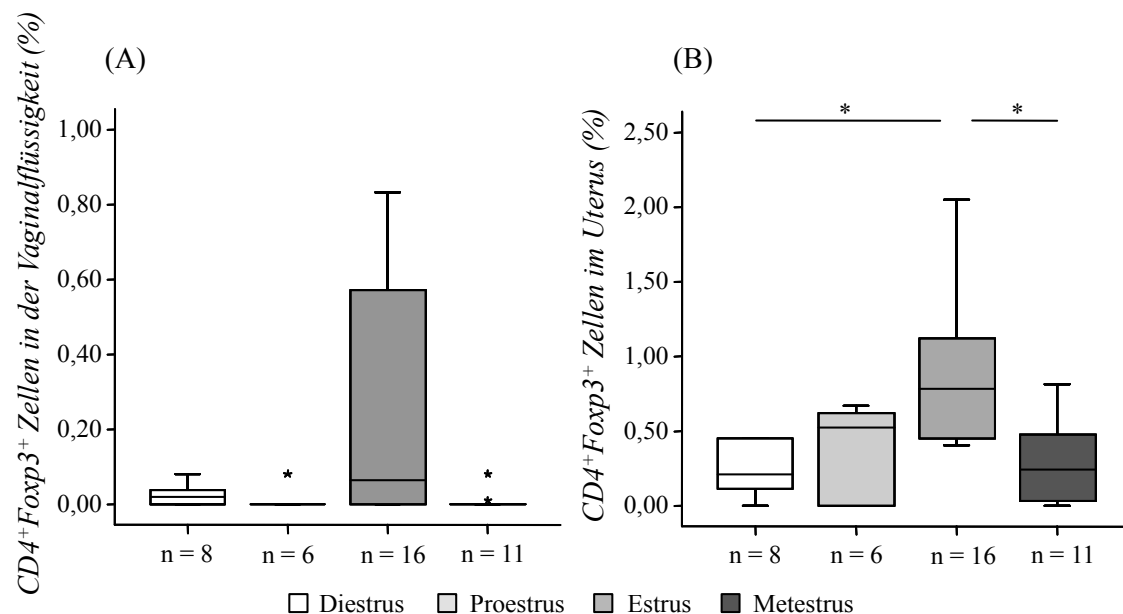 (A)
CD4⁺Foxp3⁺ Zellen in der Vaginalflüssigkeit (%)
1,00
0,80
0,60
0,40
0,20
0,00
*
*
*
n = 8
n = 6
n = 16
n = 11
(B)
CD4⁺Foxp3⁺ Zellen im Uterus (%)
2,50
2,00
1,50
1,00
0,50
0,00
*
*
n = 8
n = 6
n = 16
n = 11
Diestrus Proestrus Estrus Metestrus